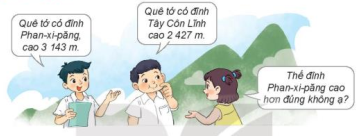 Quê tớ có đỉnh
Phan-xi-păng,
cao 3 143 m.
Quê tớ có đỉnh
Tây Côn Lĩnh
cao 2 427 m.
Thế đỉnh
Phan-xi-păng cao
hơn đúng không ạ?